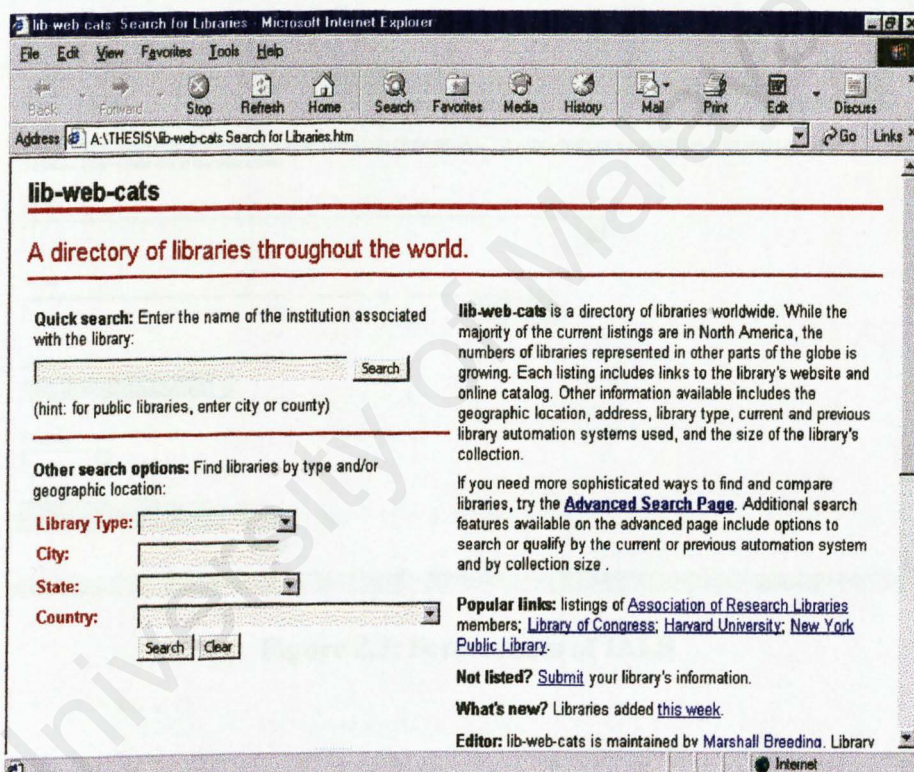 lib-web-cats Search for Libraries - Microsoft Internet Explorer
File Edit View Favorites Tools Help
Back Forward Stop Refresh Home Search Favorites Media History Mail Print Edit Discuss
Address A:\THESIS\lib-web-cats Search for Libraries.htm Go Links
lib-web-cats
A directory of libraries throughout the world.
Quick search: Enter the name of the institution associated
with the library:
Search
(hint: for public libraries, enter city or county)
Other search options: Find libraries by type and/or
geographic location:
Library Type:
City:
State:
Country:
Search Clear
lib-web-cats is a directory of libraries worldwide. While the
majority of the current listings are in North America, the
numbers of libraries represented in other parts of the globe is
growing. Each listing includes links to the library's website and
online catalog. Other information available includes the
geographic location, address, library type, current and previous
library automation systems used, and the size of the library's
collection.
If you need more sophisticated ways to find and compare
libraries, try the Advanced Search Page. Additional search
features available on the advanced page include options to
search or qualify by the current or previous automation system
and by collection size .
Popular links: listings of Association of Research Libraries
members; Library of Congress; Harvard University; New York
Public Library.
Not listed? Submit your library's information.
What's new? Libraries added this week.
Editor: lib-web-cats is maintained by Marshall Breeding. Library
Internet
University of Malaya